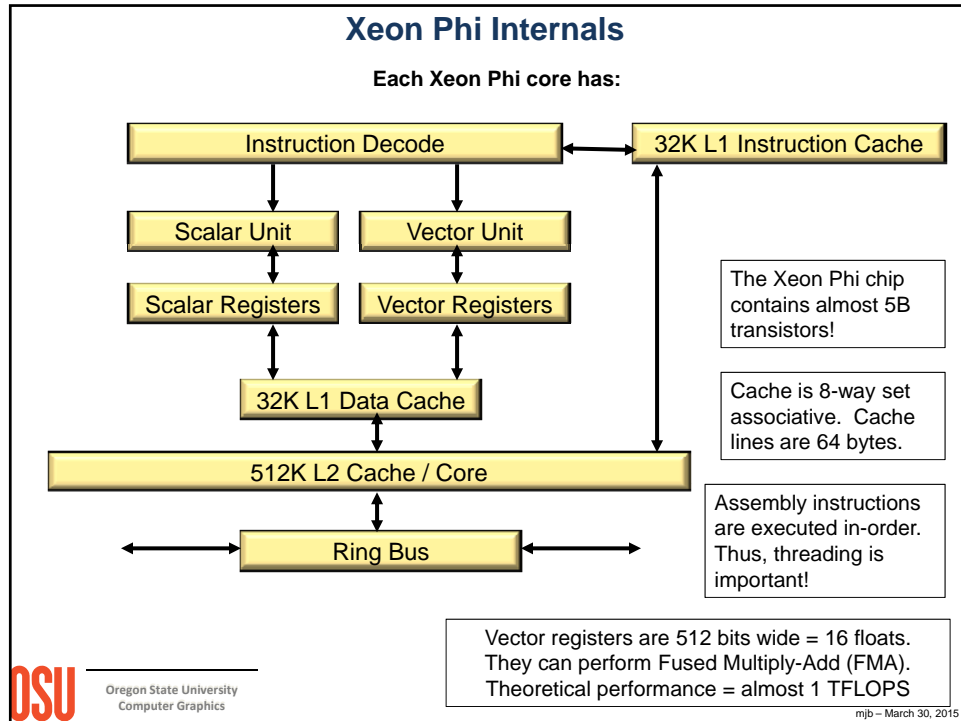 Xeon Phi Internals
Each Xeon Phi core has:
Instruction Decode
32K L1 Instruction Cache
Scalar Unit
Vector Unit
Scalar Registers
Vector Registers
32K L1 Data Cache
512K L2 Cache / Core
Ring Bus
The Xeon Phi chip
contains almost 5B
transistors!
Cache is 8-way set
associative. Cache
lines are 64 bytes.
Assembly instructions
are executed in-order.
Thus, threading is
important!
Vector registers are 512 bits wide = 16 floats.
They can perform Fused Multiply-Add (FMA).
Theoretical performance = almost 1 TFLOPS
OSU
Oregon State University
Computer Graphics
mjb – March 30, 2015